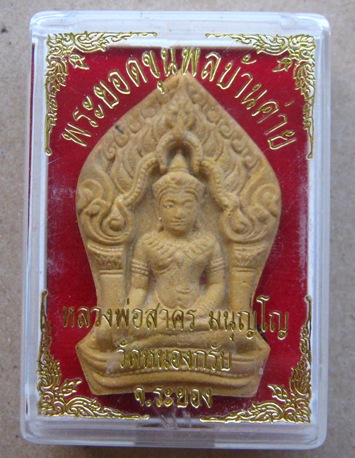 พระยอดขุนพลบ้านค่าย
หลวงพ่อสาคร มนุญฺโญ
วัดหนองกรับ
จ.ระยอง